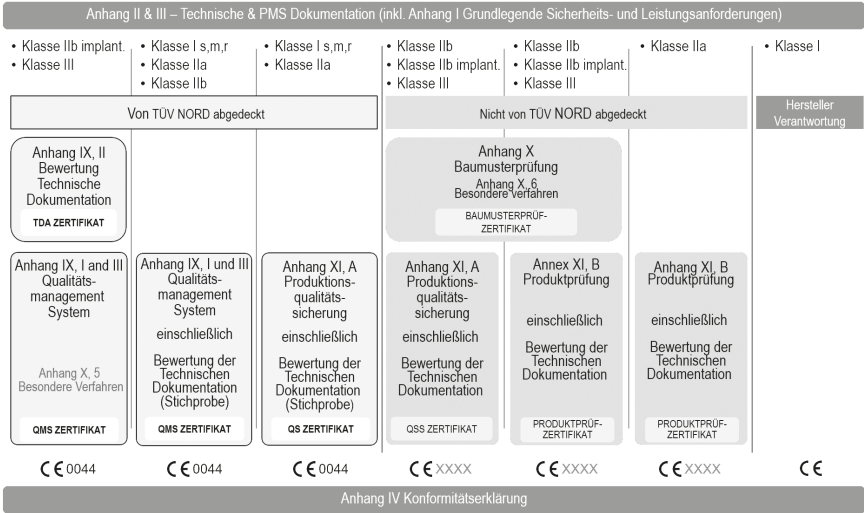 Anhang II & III – Technische & PMS Dokumentation (inkl. Anhang I Grundlegende Sicherheits- und Leistungsanforderungen)
• Klasse IIb implant.
• Klasse III
• Klasse I s,m,r
• Klasse IIa
• Klasse IIb
• Klasse I s,m,r
• Klasse IIa
• Klasse IIb
• Klasse IIb implant.
• Klasse III
• Klasse IIb
• Klasse IIb implant.
• Klasse III
• Klasse IIa
• Klasse I
Von TÜV NORD abgedeckt
Nicht von TÜV NORD abgedeckt
Hersteller
Verantwortung
Anhang IX, II
Bewertung
Technische
Dokumentation
TDA ZERTIFIKAT
Anhang X
Baumusterprüfung
Anhang X, 6
Besondere verfahren
BAUMUSTERPRÜF-
ZERTIFIKAT
Anhang IX, I and III
Qualitäts-
management
System
Anhang X, 5
Besondere Verfahren
QMS ZERTIFIKAT
Anhang IX, I und III
Qualitäts-
management
System
einschließlich
Bewertung der
Technischen
Dokumentation
(Stichprobe)
QMS ZERTIFIKAT
Anhang XI, A
Produktions-
qualitäts-
sicherung
einschließlich
Bewertung der
Technischen
Dokumentation
(Stichprobe)
QS ZERTIFIKAT
Anhang XI, A
Produktions-
qualitäts-
sicherung
einschließlich
Bewertung der
Technischen
Dokumentation
QSS ZERTIFIKAT
Annex XI, B
Produktprüfung
einschließlich
Bewertung der
Technischen
Dokumentation
PRODUKTPRÜF-
ZERTIFIKAT
Anhang XI, B
Produktprüfung
einschließlich
Bewertung der
Technischen
Dokumentation
PRODUKTPRÜF-
ZERTIFIKAT
CE 0044
CE 0044
CE 0044
CE XXXX
CE XXXX
CE XXXX
CE
Anhang IV Konformitätserklärung